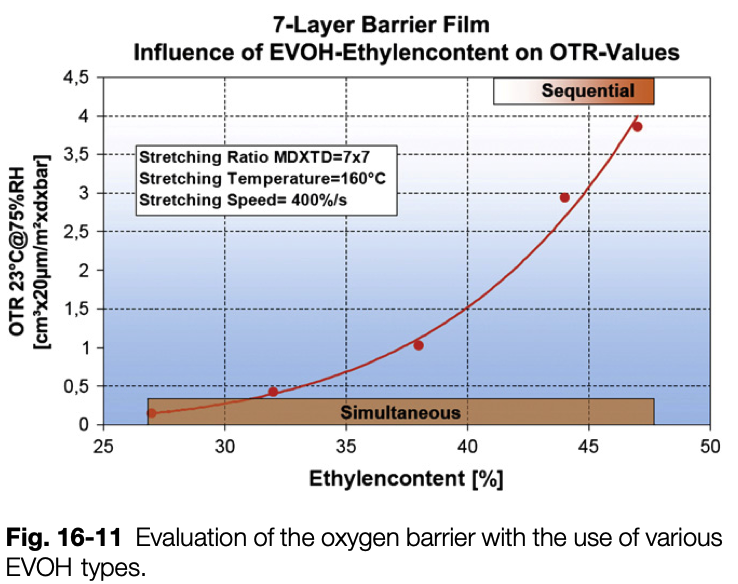 7-Layer Barrier Film
Influence of EVOH-Ethylencontent on OTR-Values
4,5
4
3,5
3
2,5
2
1,5
1
0,5
0
OTR 23°C@75%RH
[cm³x20µm/m²xdxbar]
Sequential
Stretching Ratio MDXTD=7x7
Stretching Temperature=160°C
Stretching Speed= 400%/s
Simultaneous
25
30
35
40
45
50
Ethylencontent [%]
Fig. 16-11 Evaluation of the oxygen barrier with the use of various
EVOH types.